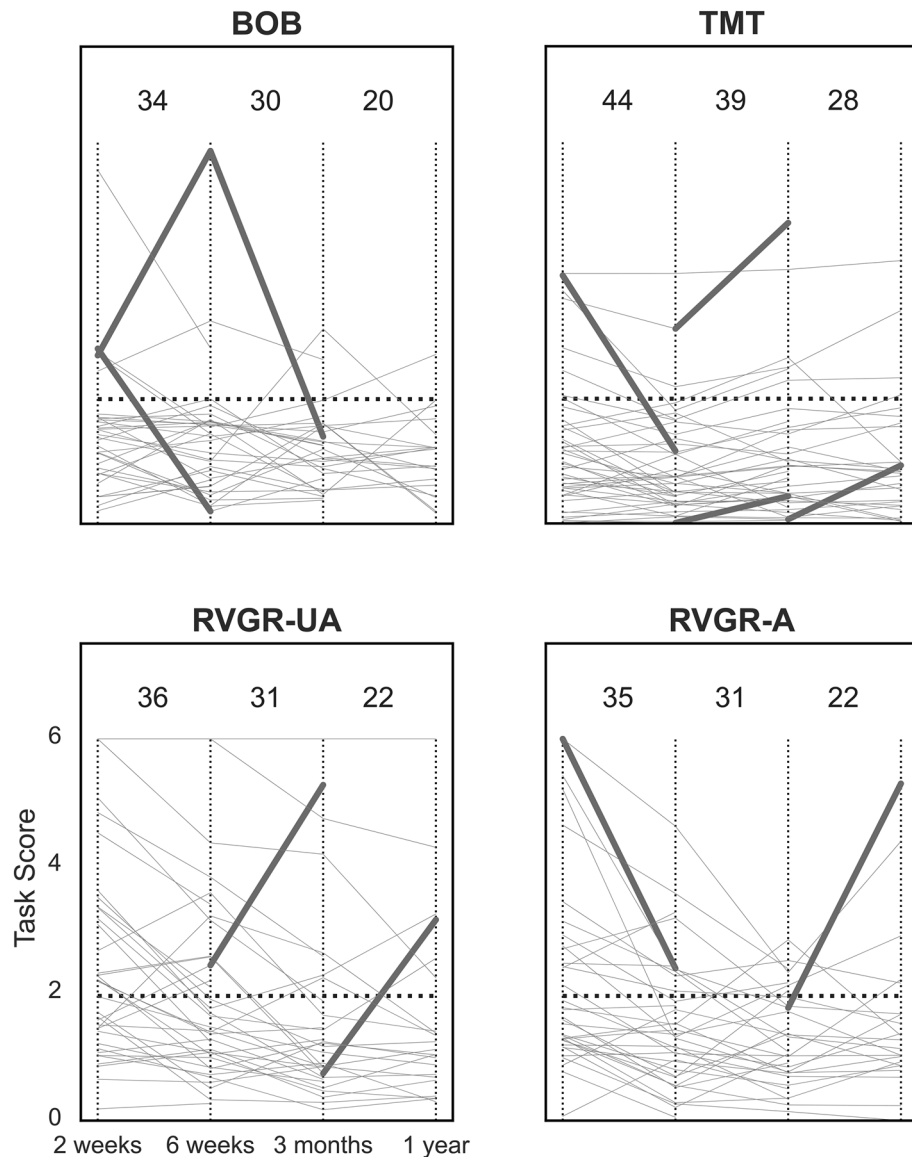 BOB
TMT
34 30 20
44 39 28
RVGR-UA
RVGR-A
36 31 22
35 31 22
6
4
2
0
Task Score
2 weeks 6 weeks 3 months 1 year